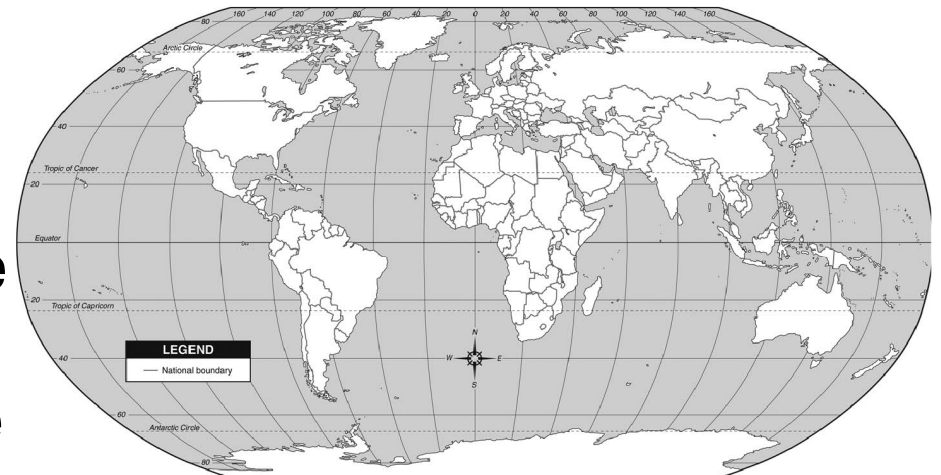 160 140 120 100 80 60 40 20 0 20 40 60 80 100 120 140 160
80
Arctic Circle
60
40
Tropic of Cancer
20
Equator
e
20
Tropic of Capricorn
N
LEGEND
W E
40
National boundary
S
60
Antarctic Circle
80